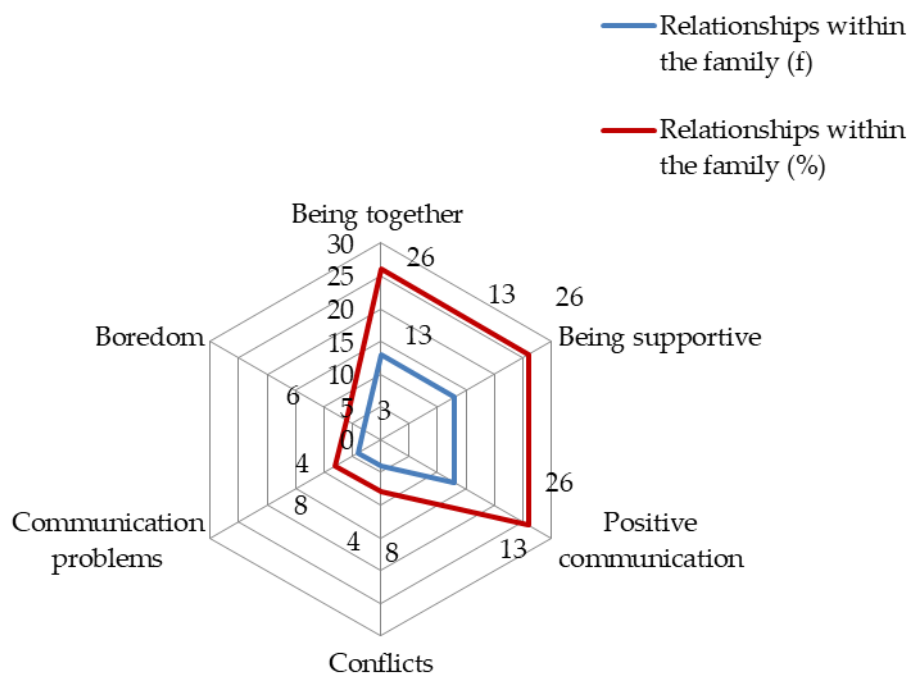 Relationships within
the family (f)
Relationships within
the family (%)
Being together
30
26
25
13
26
20
Boredom
13
Being supportive
15
10
6
5
3
0
4
26
8
Communication
problems
Positive
communication
4
8
13
Conflicts